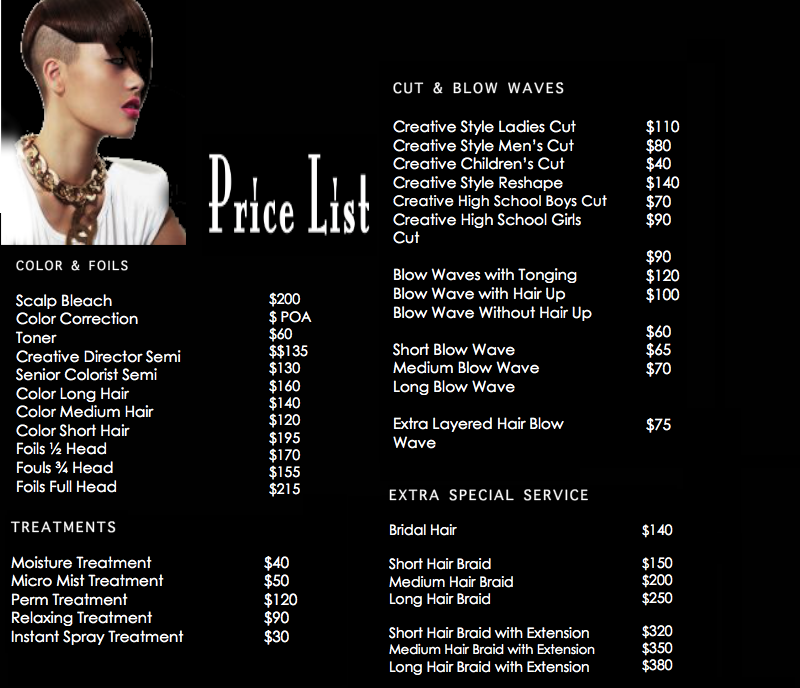 Price List
COLOR & FOILS
Scalp Bleach $200
Color Correction $ POA
Toner $60
Creative Director Semi $$135
Senior Colorist Semi $130
Color Long Hair $160
Color Medium Hair $140
Color Short Hair $120
Foils ½ Head $195
Fouls ¾ Head $170
Foils Full Head $155
$215
TREATMENTS
Moisture Treatment $40
Micro Mist Treatment $50
Perm Treatment $120
Relaxing Treatment $90
Instant Spray Treatment $30
CUT & BLOW WAVES
Creative Style Ladies Cut $110
Creative Style Men's Cut $80
Creative Children's Cut $40
Creative Style Reshape $140
Creative High School Boys Cut $70
Creative High School Girls $90
Cut
$90
Blow Waves with Tonging $120
Blow Wave with Hair Up $100
Blow Wave Without Hair Up
$60
Short Blow Wave $65
Medium Blow Wave $70
Long Blow Wave
Extra Layered Hair Blow $75
Wave
EXTRA SPECIAL SERVICE
Bridal Hair $140
Short Hair Braid $150
Medium Hair Braid $200
Long Hair Braid $250
Short Hair Braid with Extension $320
Medium Hair Braid with Extension $350
Long Hair Braid with Extension $380